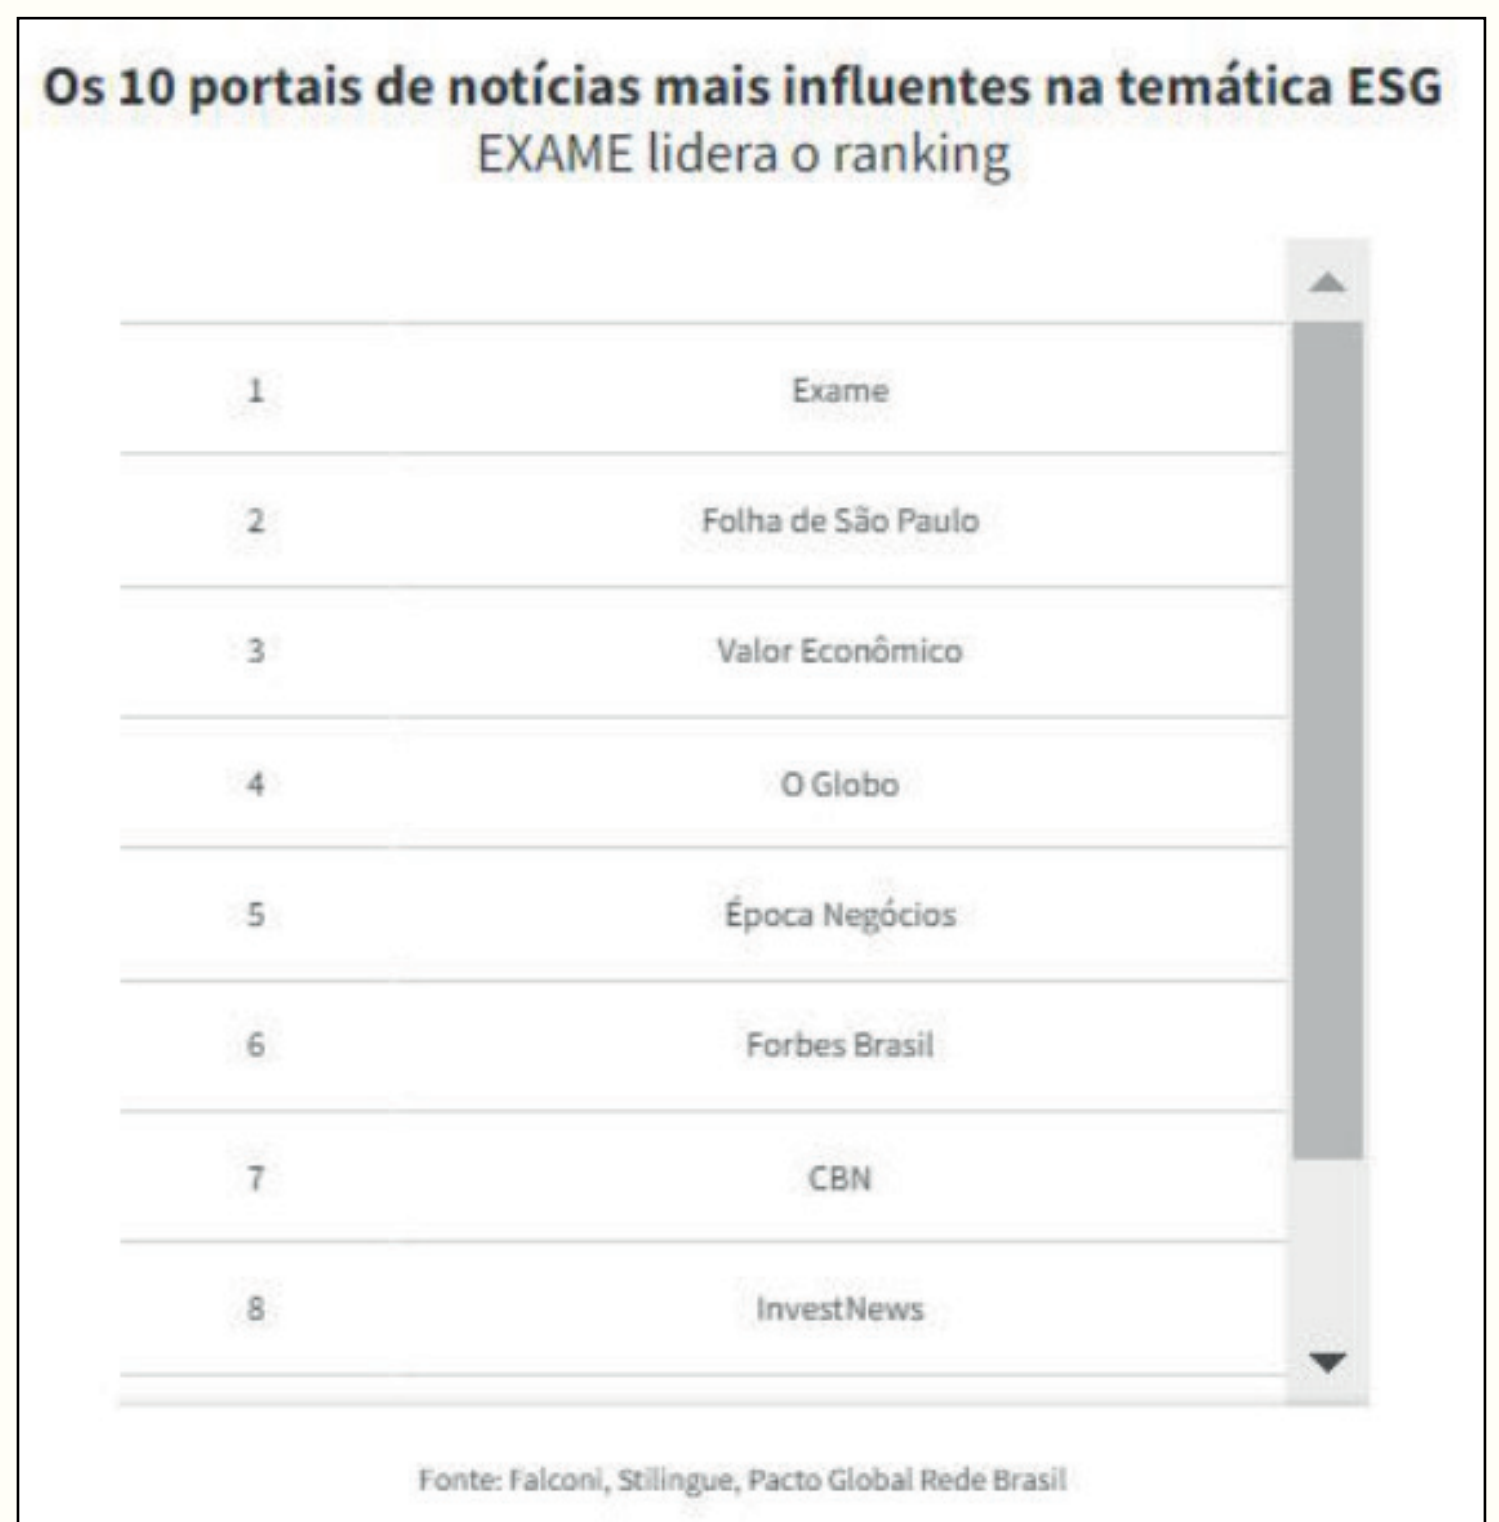 Os 10 portais de notícias mais influentes na temática ESG
EXAME lidera o ranking
1 Exame
2 Folha de São Paulo
3 Valor Econômico
4 O Globo
5 Época Negócios
6 Forbes Brasil
7 CBN
8 InvestNews
Fonte: Falconi, Stilingue, Pacto Global Rede Brasil